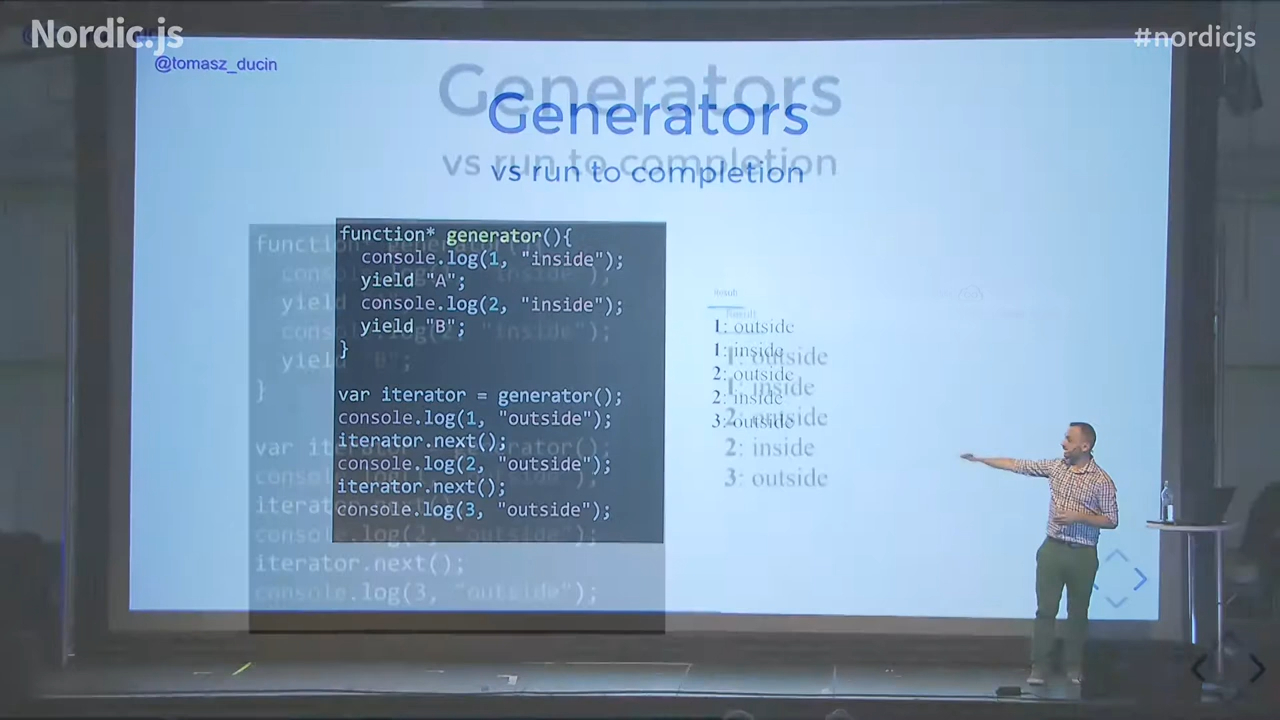 Nordic.js
#nordicjs
@tomasz_ducin
Generators
vs run to completion
function* generator(){
  console.log(1, "inside");
  yield "A";
  console.log(2, "inside");
  yield "B";
}
var iterator = generator();
console.log(1, "outside");
iterator.next();
console.log(2, "outside");
iterator.next();
console.log(3, "outside");
Result
1: outside
1: inside
2: outside
2: inside
3: outside